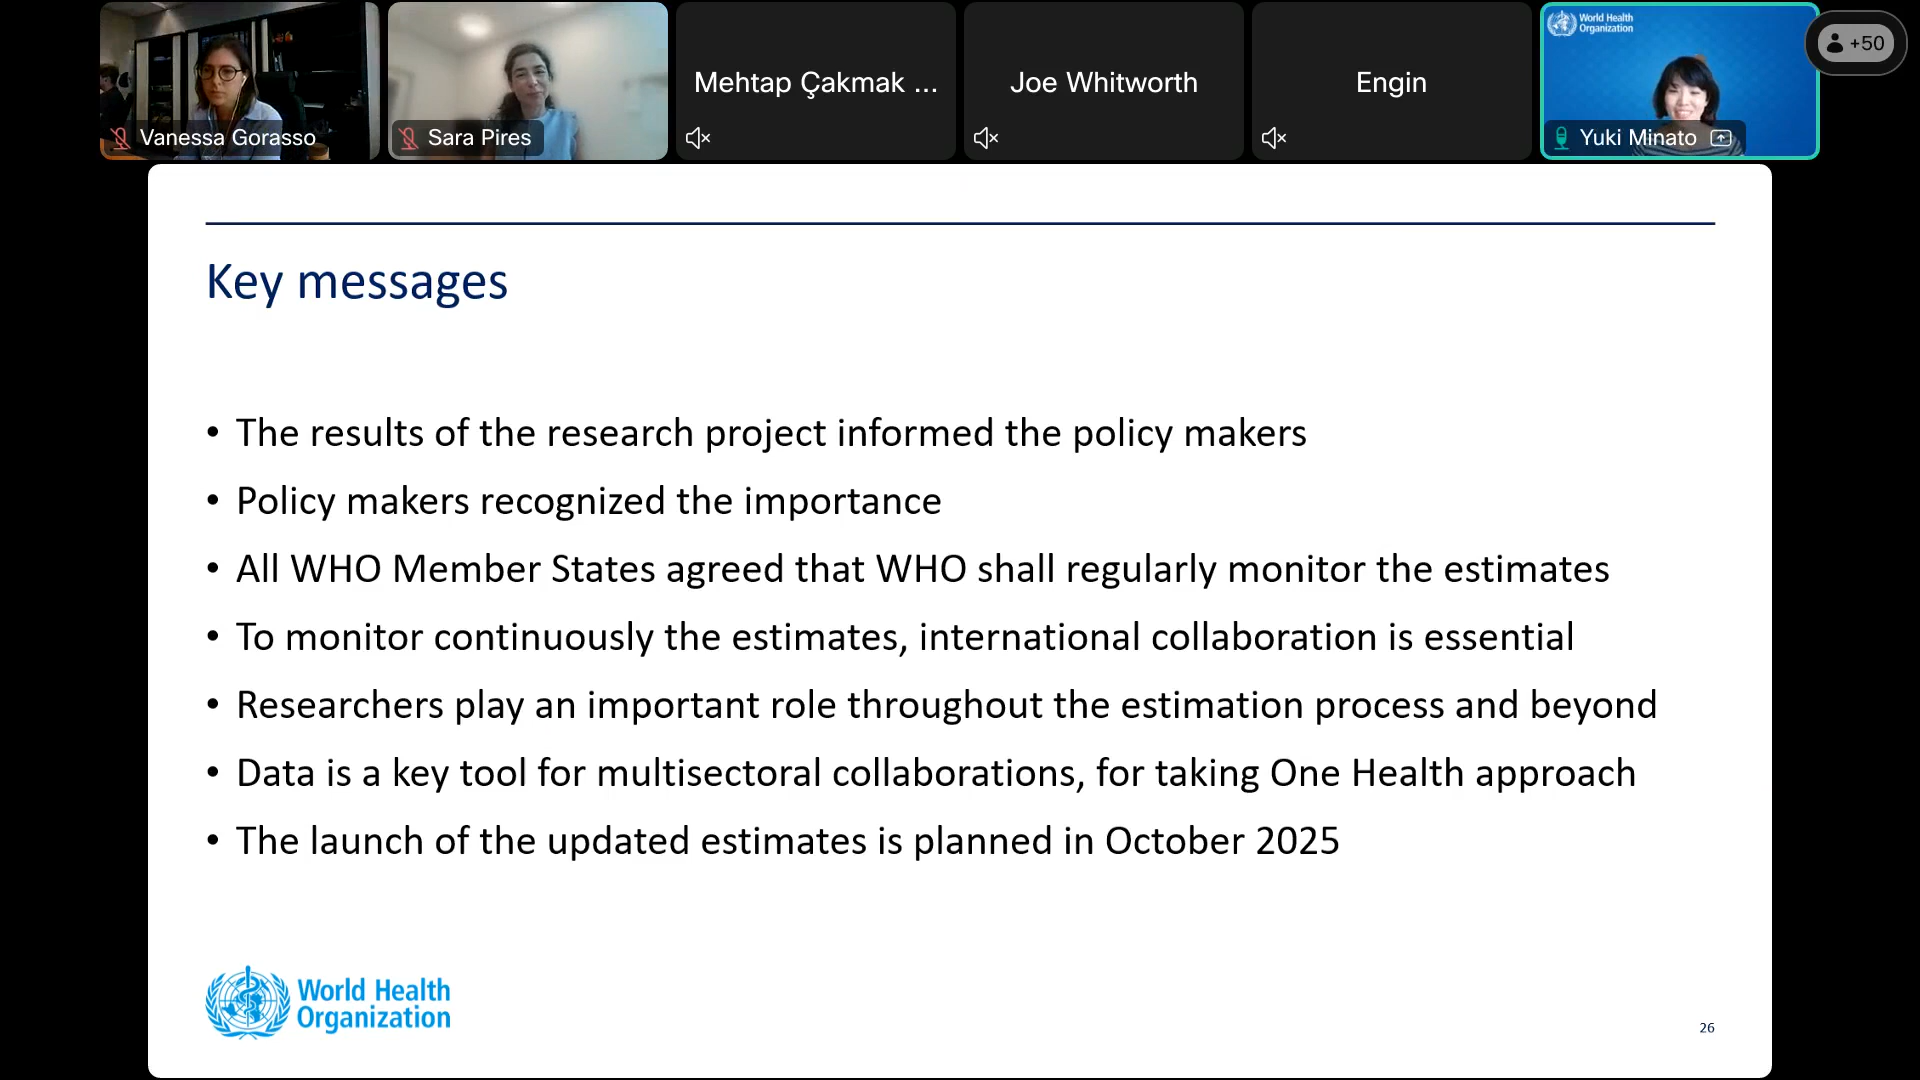 World Health
Organization
+50
Mehtap Çakmak ...
Joe Whitworth
Engin
Vanessa Gorasso
Sara Pires
Yuki Minato
Key messages
• The results of the research project informed the policy makers
• Policy makers recognized the importance
• All WHO Member States agreed that WHO shall regularly monitor the estimates
• To monitor continuously the estimates, international collaboration is essential
• Researchers play an important role throughout the estimation process and beyond
• Data is a key tool for multisectoral collaborations, for taking One Health approach
• The launch of the updated estimates is planned in October 2025
World Health
Organization
26